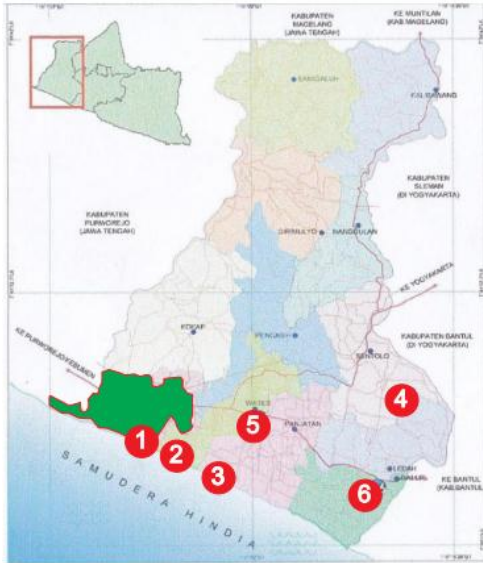 KABUPATEN
MAGELANG
(JAWA TENGAH)
KE MUNTILAN
(KAB.MAGELANG)
SAMIGALUH
KALIBAWANG
KABUPATEN
SLEMAN
(DI YOGYAKARTA)
KABUPATEN
PURWOREJO
(JAWA TENGAH)
GIRIMULYO
NANGGULAN
KE YOGYAKARTA
KOKAP
PENGASIH
KABUPATEN BANTUL
(DI YOGYAKARTA)
SENTOLO
KE PURWOREJO/KEBUMEN
4
WATES
5
PANJATAN
1
2
3
LENDAH
GALUR
6
KE BANTUL
(KAB.BANTUL)
SAMUDERA HINDIA